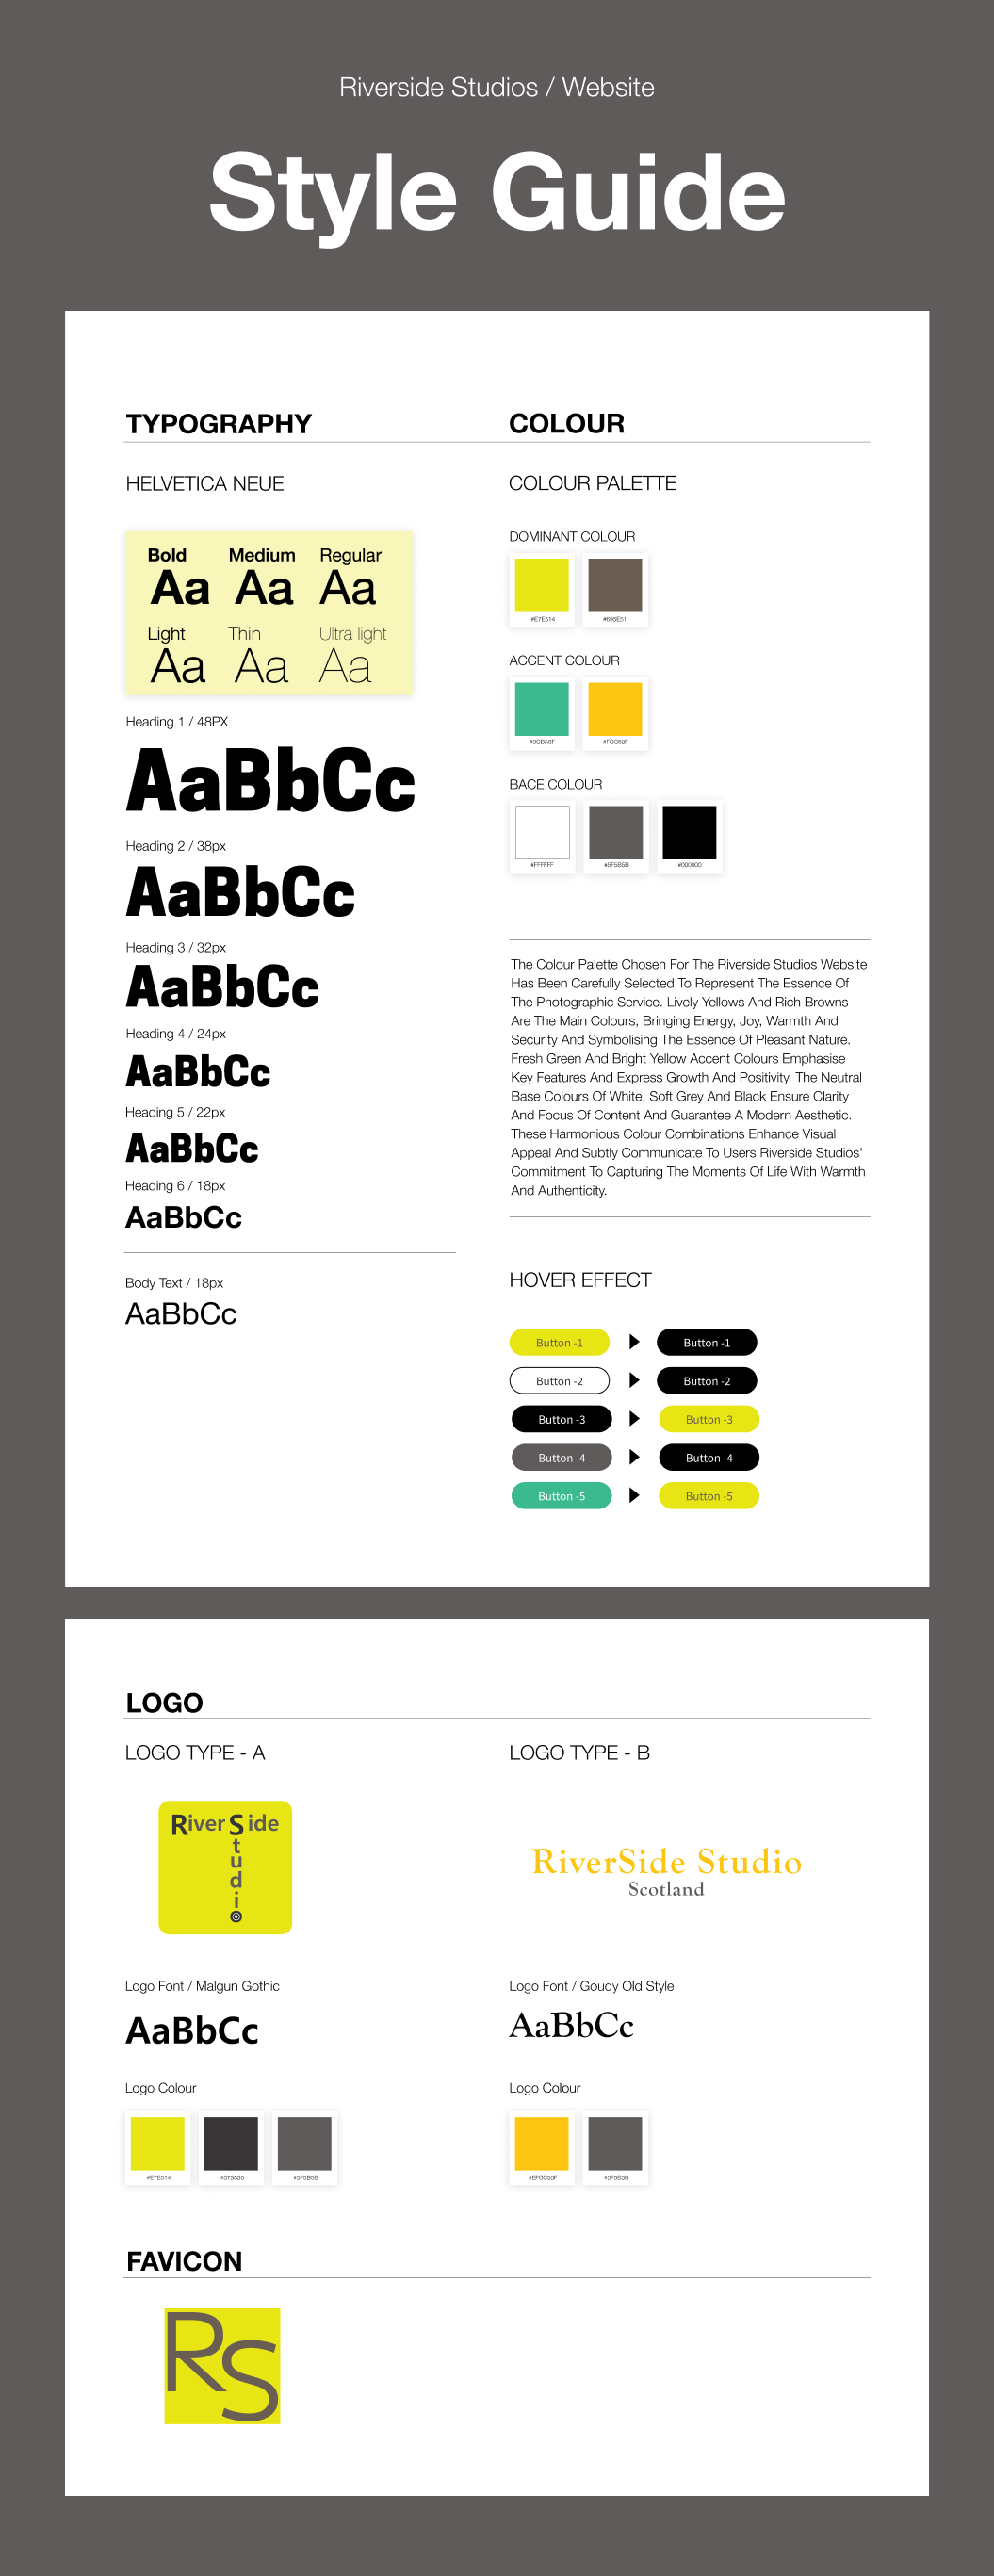 Riverside Studios / Website
Style Guide
TYPOGRAPHY
HELVETICA NEUE
Bold Medium Regular
Aa Aa Aa
Light Thin Ultra light
Aa Aa Aa
Heading 1 / 48PX
AaBbCc
Heading 2 / 38px
AaBbCc
Heading 3 / 32px
AaBbCc
Heading 4 / 24px
AaBbCc
Heading 5 / 22px
AaBbCc
Heading 6 / 18px
AaBbCc
Body Text / 18px
AaBbCc
COLOUR
COLOUR PALETTE
DOMINANT COLOUR
#E7E514 #696E51
ACCENT COLOUR
#3CBA8F #FCC50F
BACE COLOUR
#FFFFFF #5F5B5B #000000
The Colour Palette Chosen For The Riverside Studios Website
Has Been Carefully Selected To Represent The Essence Of
The Photographic Service. Lively Yellows And Rich Browns
Are The Main Colours, Bringing Energy, Joy, Warmth And
Security And Symbolising The Essence Of Pleasant Nature.
Fresh Green And Bright Yellow Accent Colours Emphasise
Key Features And Express Growth And Positivity. The Neutral
Base Colours Of White, Soft Grey And Black Ensure Clarity
And Focus Of Content And Guarantee A Modern Aesthetic.
These Harmonious Colour Combinations Enhance Visual
Appeal And Subtly Communicate To Users Riverside Studios'
Commitment To Capturing The Moments Of Life With Warmth
And Authenticity.
HOVER EFFECT
Button -1 Button -1
Button -2 Button -2
Button -3 Button -3
Button -4 Button -4
Button -5 Button -5
LOGO
LOGO TYPE - A
RiverSide
Studio
Logo Font / Malgun Gothic
AaBbCc
Logo Colour
#E7E514 #373535 #5F5B5B
LOGO TYPE - B
RiverSide Studio
Scotland
Logo Font / Goudy Old Style
AaBbCc
Logo Colour
#EFCC50F #5F5B5B
FAVICON
RS